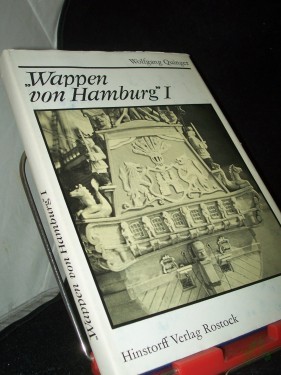 Wolfgang Quinger
„Wappen
von Hamburg" I
Hinstorff Verlag Rostock
„Wappen von Hamburg" I